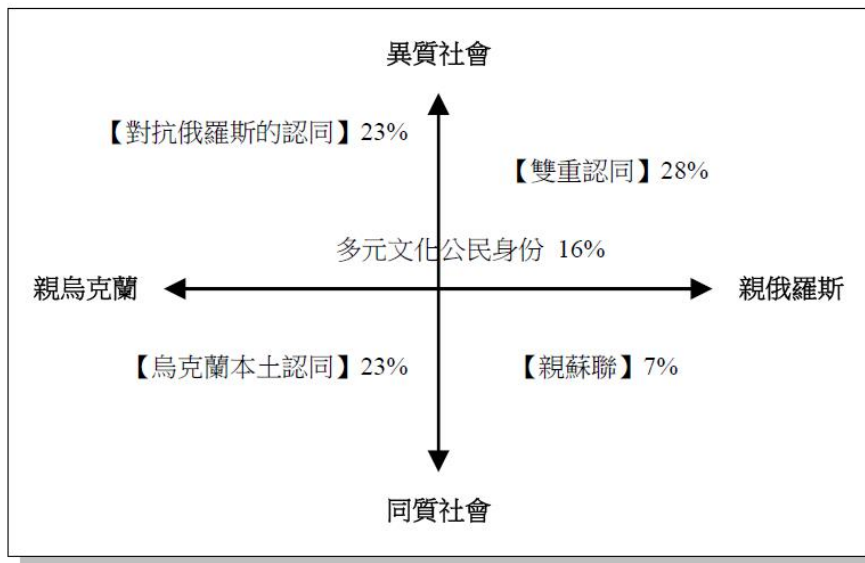 異質社會
【對抗俄羅斯的認同】23%
【雙重認同】28%
多元文化公民身份 16%
親烏克蘭
親俄羅斯
【烏克蘭本土認同】23%
【親蘇聯】7%
同質社會